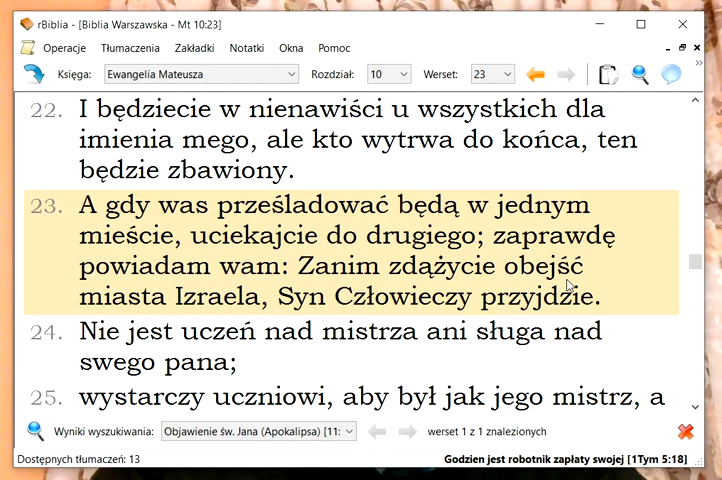 rBiblia - [Biblia Warszawska - Mt 10:23]
Operacje Tłumaczenia Zakładki Notatki Okna Pomoc
Księga: Ewangelia Mateusza Rozdział: 10 Werset: 23
22. I będziecie w nienawiści u wszystkich dla
imienia mego, ale kto wytrwa do końca, ten
będzie zbawiony.
23. A gdy was prześladować będą w jednym
mieście, uciekajcie do drugiego; zaprawdę
powiadam wam: Zanim zdążycie obejść
miasta Izraela, Syn Człowieczy przyjdzie.
24. Nie jest uczeń nad mistrza ani sługa nad
swego pana;
25. wystarczy uczniowi, aby był jak jego mistrz, a
Wyniki wyszukiwania: Objawienie św. Jana (Apokalipsa) [11: werset 1 z 1 znalezionych
Dostępnych tłumaczeń: 13 Godzien jest robotnik zapłaty swojej [1Tym 5:18]